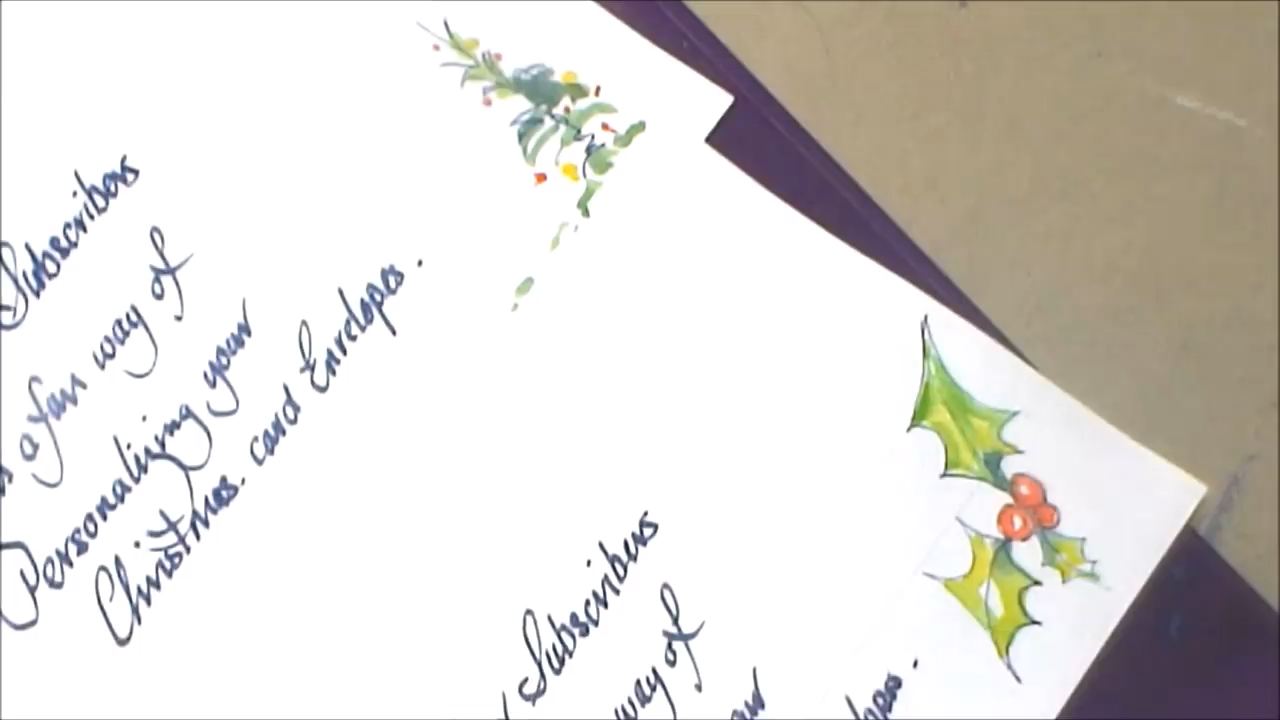 Subscribers
a fun way of
Personalizing your
Christmas. card Envelopes.
Subscribers
way of